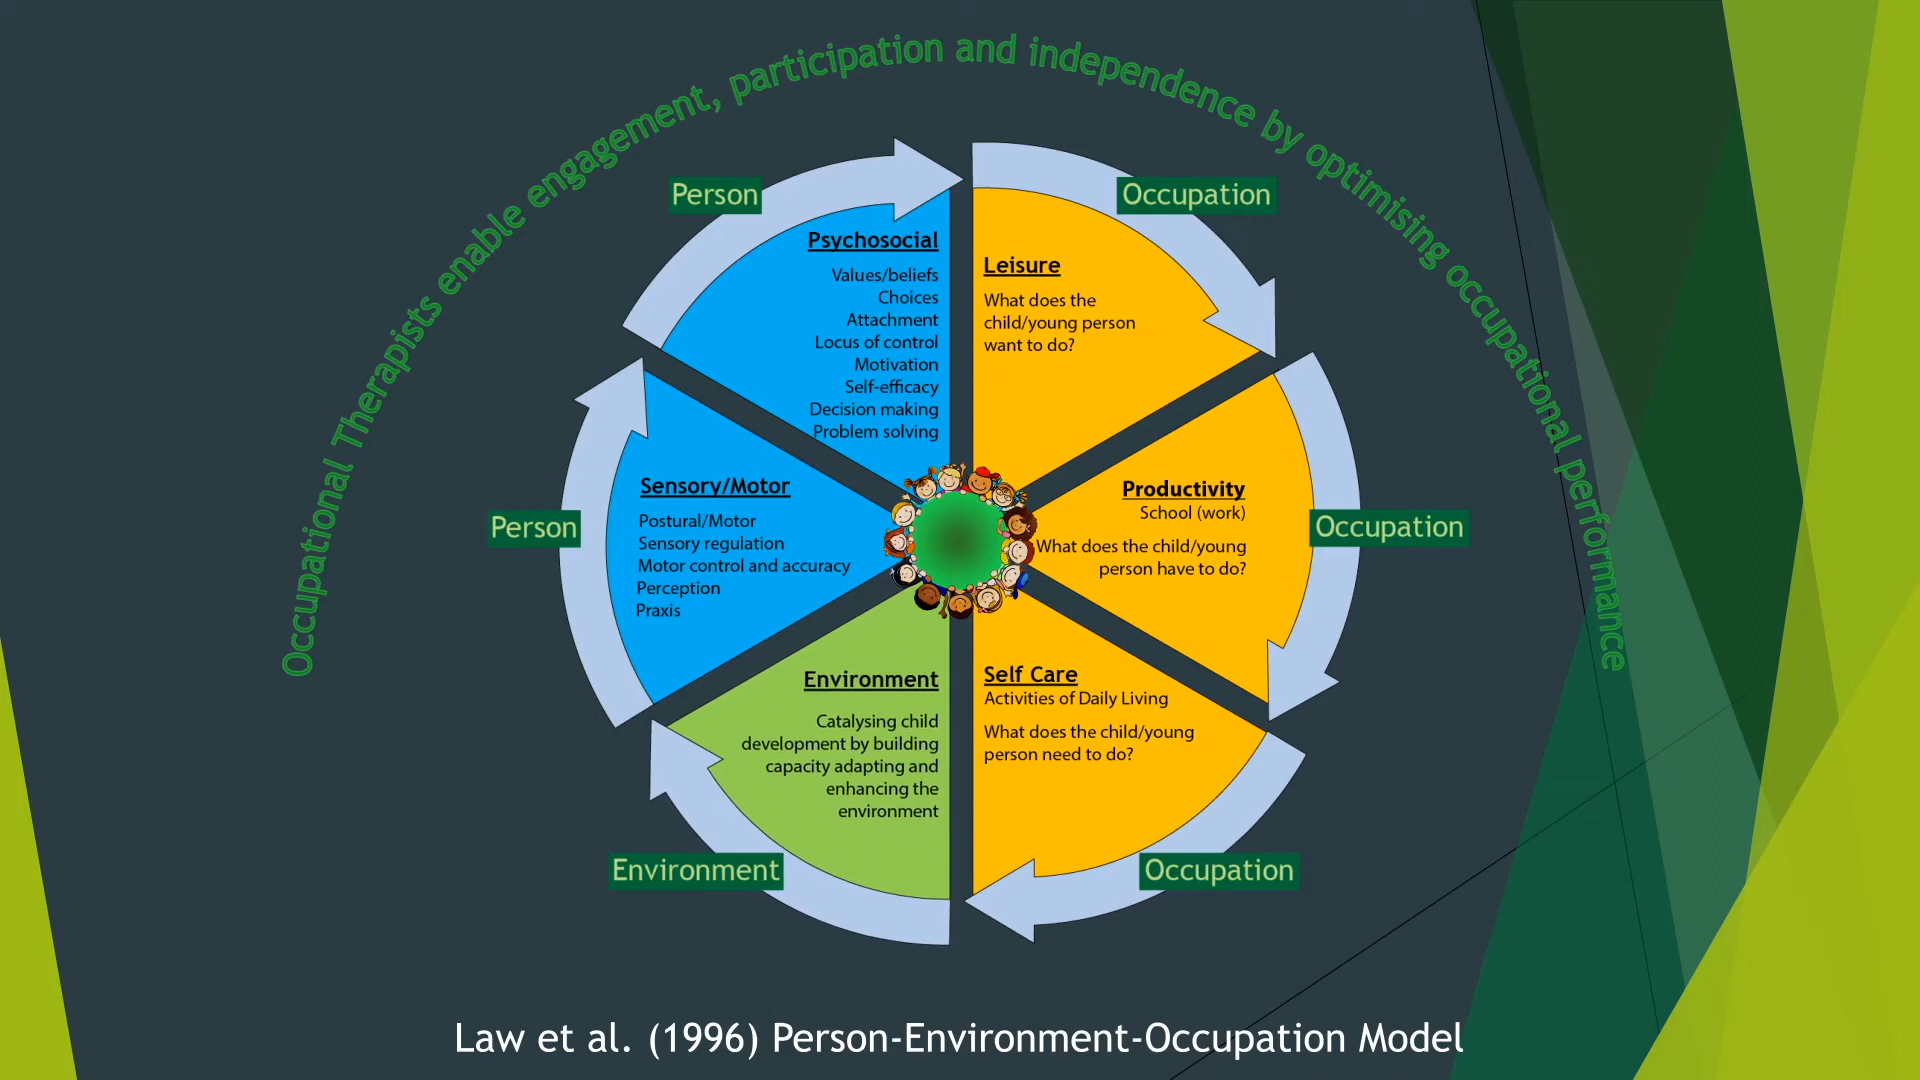 Occupational Therapists enable engagement, participation and independence by optimising occupational performance
Person
Psychosocial
Values/beliefs
Choices
Attachment
Locus of control
Motivation
Self-efficacy
Decision making
Problem solving
Occupation
Leisure
What does the
child/young person
want to do?
Person
Sensory/Motor
Postural/Motor
Sensory regulation
Motor control and accuracy
Perception
Praxis
Productivity
School (work)
What does the child/young
person have to do?
Occupation
Environment
Catalysing child
development by building
capacity adapting and
enhancing the
environment
Environment
Self Care
Activities of Daily Living
What does the child/young
person need to do?
Occupation
Law et al. (1996) Person-Environment-Occupation Model